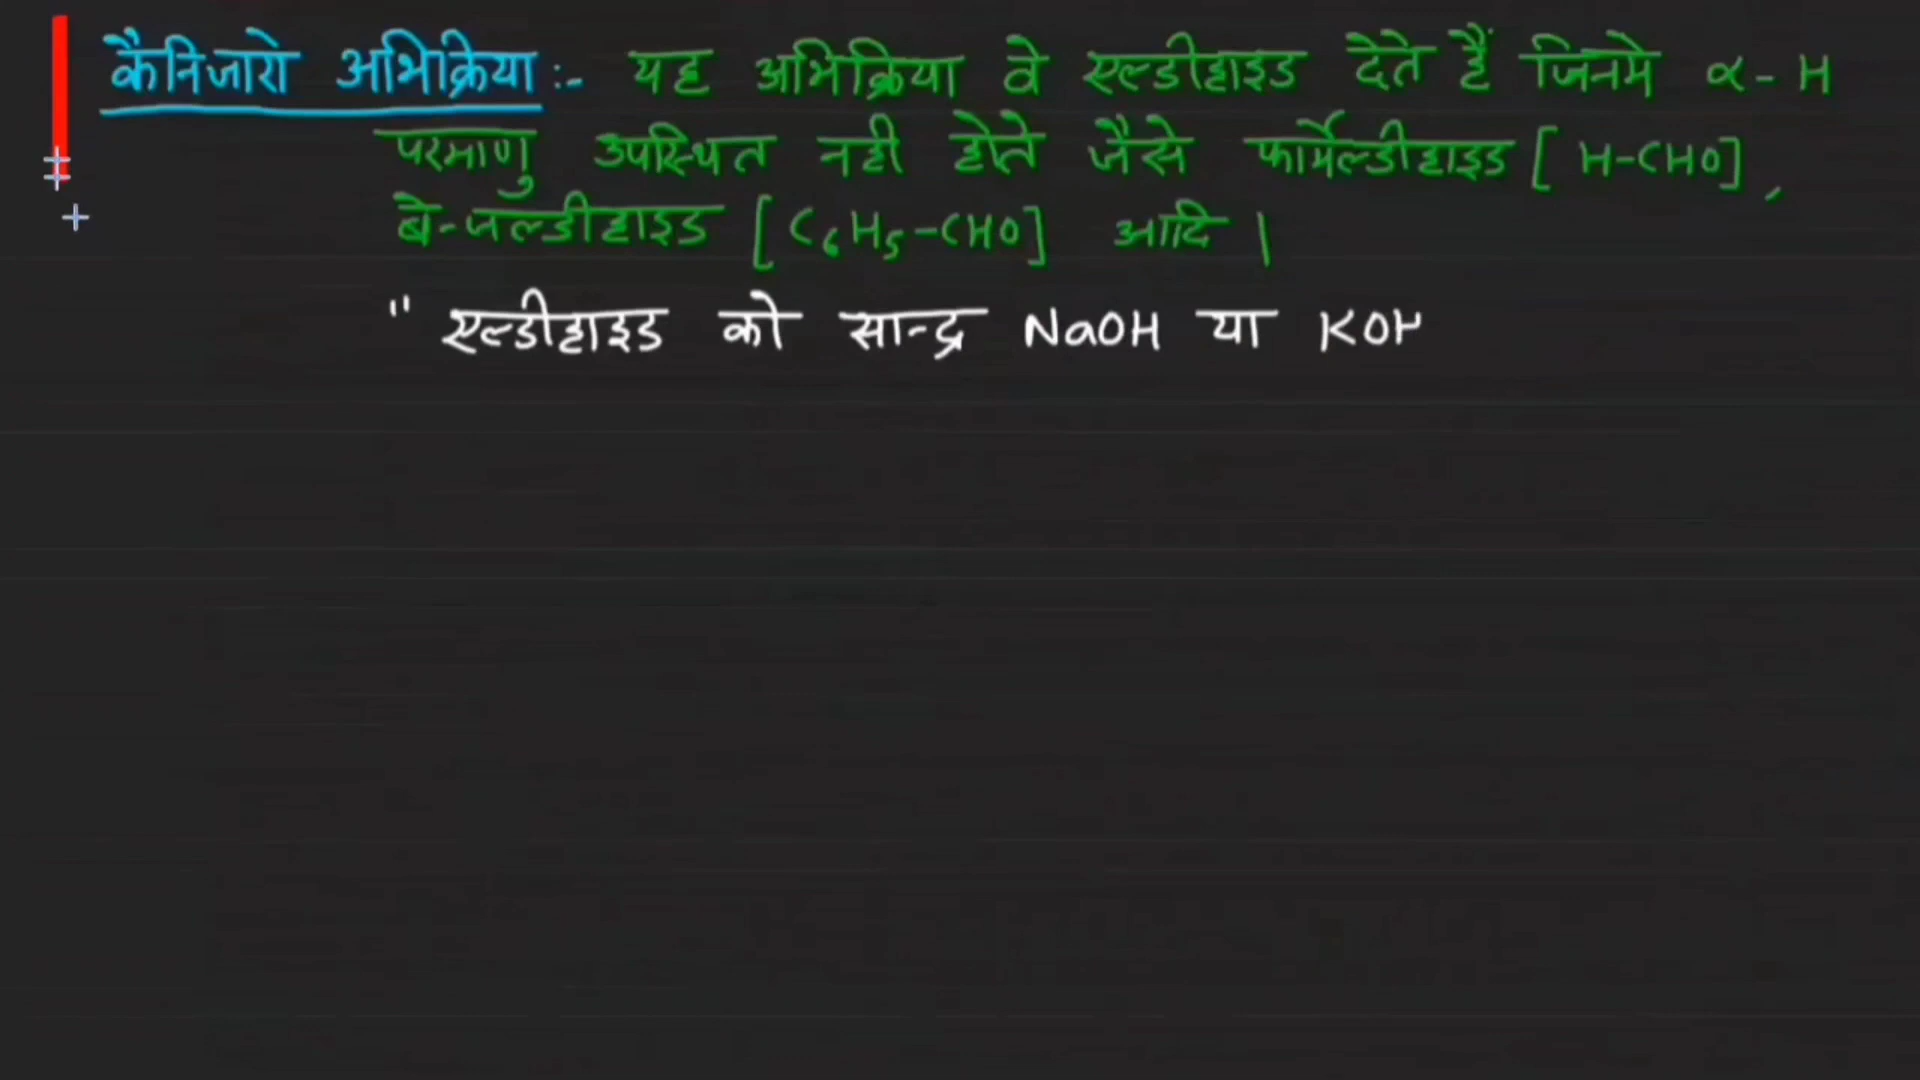 कैनिजारो अभिक्रिया :- यह अभिक्रिया वे एल्डीहाइड देते हैं जिनमे α - H
परमाणु उपस्थित नही होते जैसे फार्मेल्डीहाइड [ H-CHO] ,
बेन्जल्डीहाइड [ C₆H₅-CHO] आदि |
" एल्डीहाइड को सान्द्र NaOH या KOH